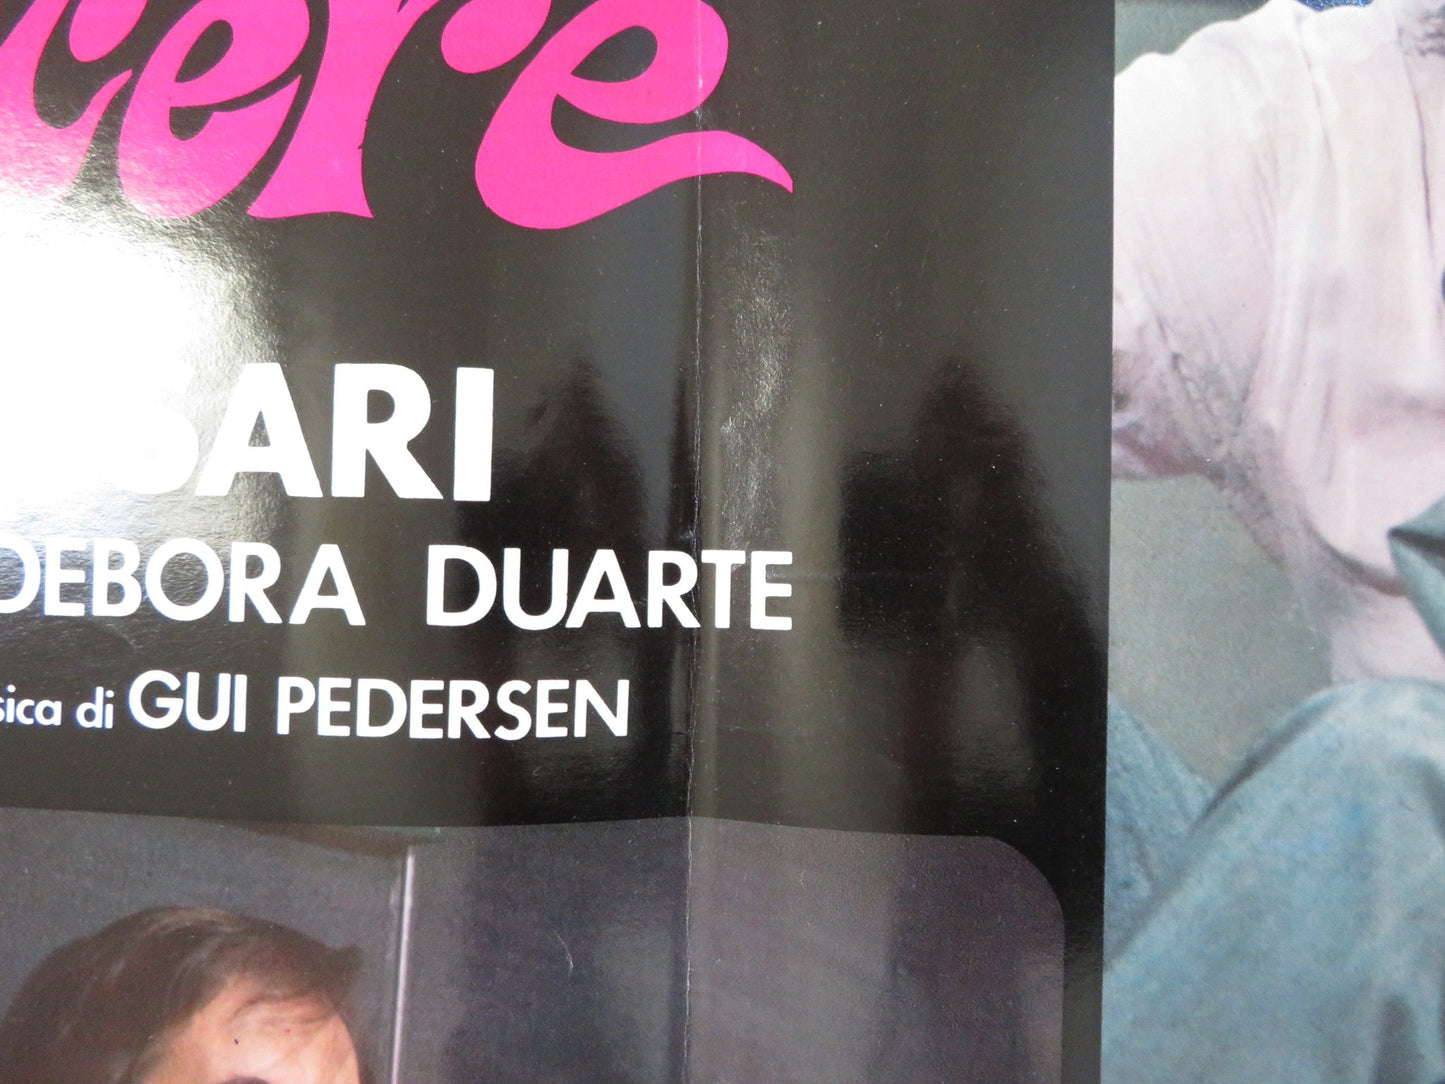 cere
SARI
DEBORA DUARTE
sica di GUI PEDERSEN